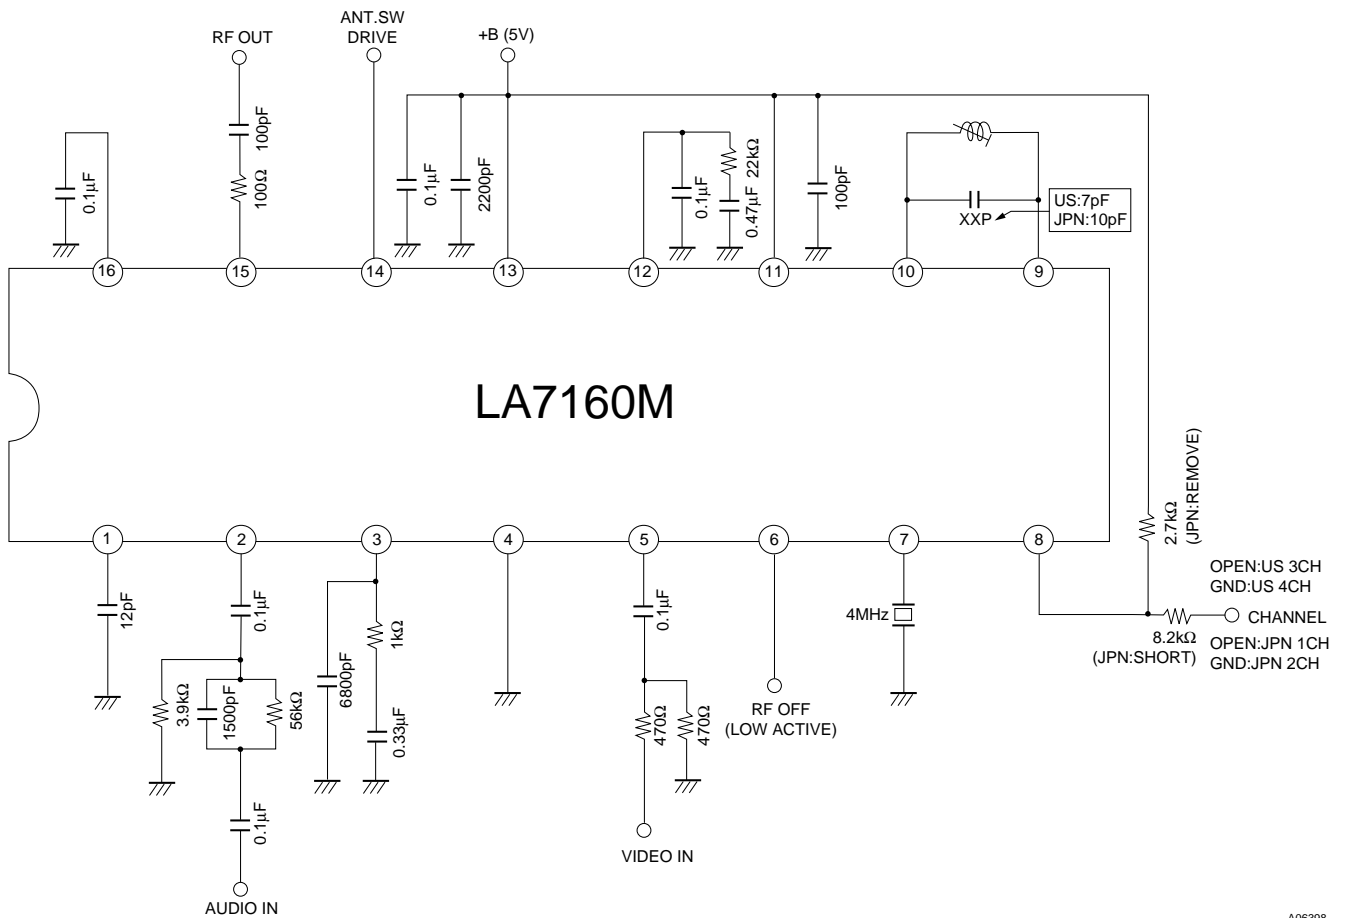 ANT.SW
DRIVE
RF OUT
+B (5V)
100pF
100Ω
0.1µF
0.1µF
2200pF
0.1µF
22kΩ
0.47µF
100pF
XXP
US:7pF
JPN:10pF
16
15
14
13
12
11
10
9
LA7160M
2.7kΩ
(JPN:REMOVE)
1
2
3
4
5
6
7
8
12pF
0.1µF
3.9kΩ
1500pF
56kΩ
0.1µF
AUDIO IN
6800pF
1kΩ
0.33µF
0.1µF
470Ω
470Ω
VIDEO IN
RF OFF
(LOW ACTIVE)
4MHz
8.2kΩ
(JPN:SHORT)
OPEN:US 3CH
GND:US 4CH
CHANNEL
OPEN:JPN 1CH
GND:JPN 2CH
A06398